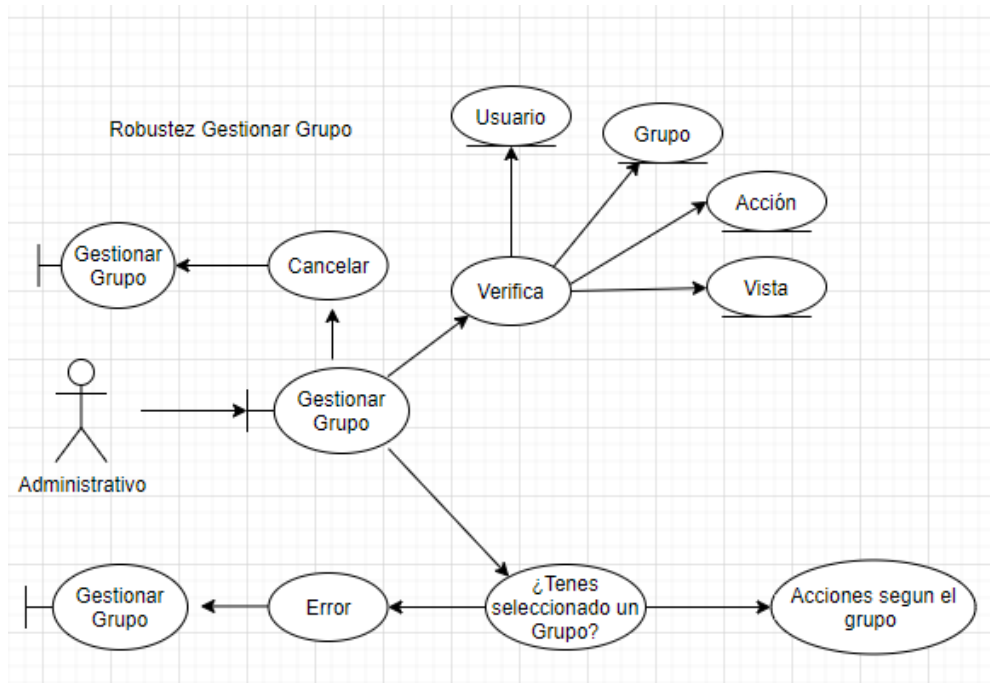 Usuario
Robustez Gestionar Grupo
Grupo
Acción
Gestionar
Grupo
Cancelar
Verifica
Vista
Gestionar
Grupo
Administrativo
Gestionar
Grupo
Error
¿Tenes
seleccionado un
Grupo?
Acciones segun el
grupo